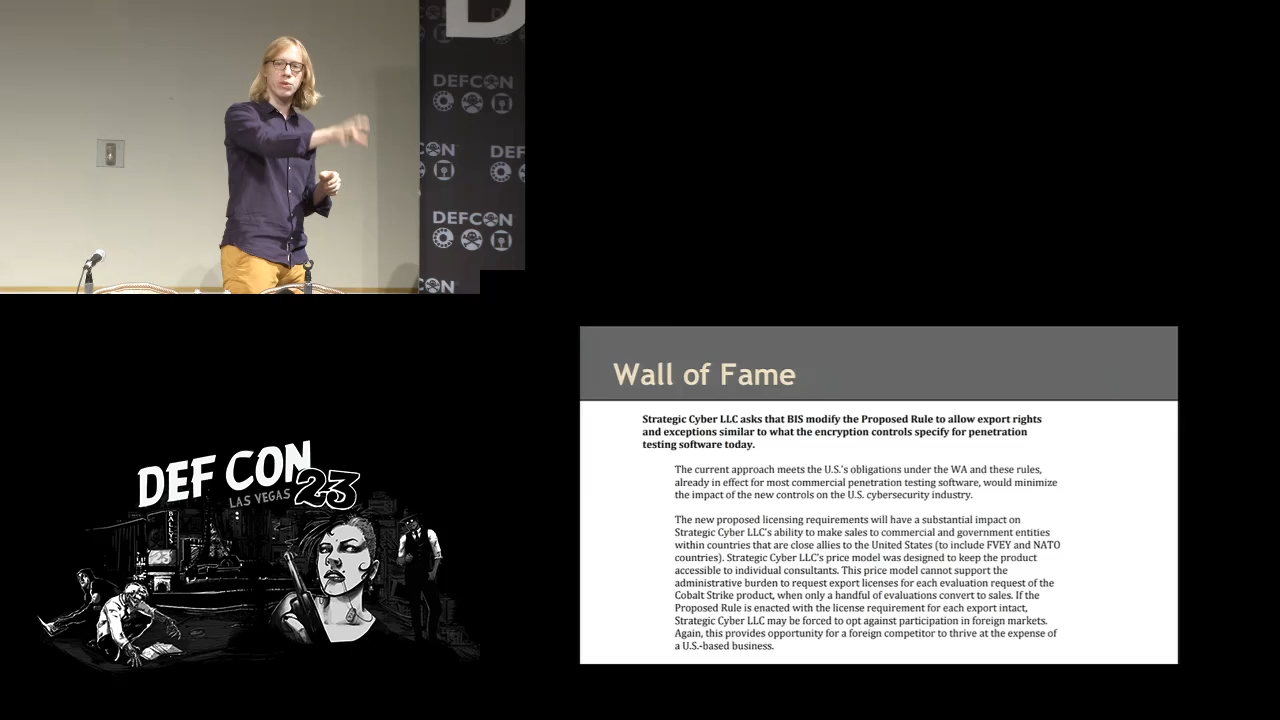 D
DEFCON
CON
DEF
DEFCON
CON
Wall of Fame
Strategic Cyber LLC asks that BIS modify the Proposed Rule to allow export rights
and exceptions similar to what the encryption controls specify for penetration
testing software today.
The current approach meets the U.S.'s obligations under the WA and these rules,
already in effect for most commercial penetration testing software, would minimize
the impact of the new controls on the U.S. cybersecurity industry.
The new proposed licensing requirements will have a substantial impact on
Strategic Cyber LLC's ability to make sales to commercial and government entities
within countries that are close allies to the United States (to include FVEY and NATO
countries). Strategic Cyber LLC's price model was designed to keep the product
accessible to individual consultants. This price model cannot support the
administrative burden to request export licenses for each evaluation request of the
Cobalt Strike product, when only a handful of evaluations convert to sales. If the
Proposed Rule is enacted with the license requirement for each export intact,
Strategic Cyber LLC may be forced to opt against participation in foreign markets.
Again, this provides opportunity for a foreign competitor to thrive at the expense of
a U.S.-based business.
DEF CON
LAS VEGAS 23
BALLYS
23